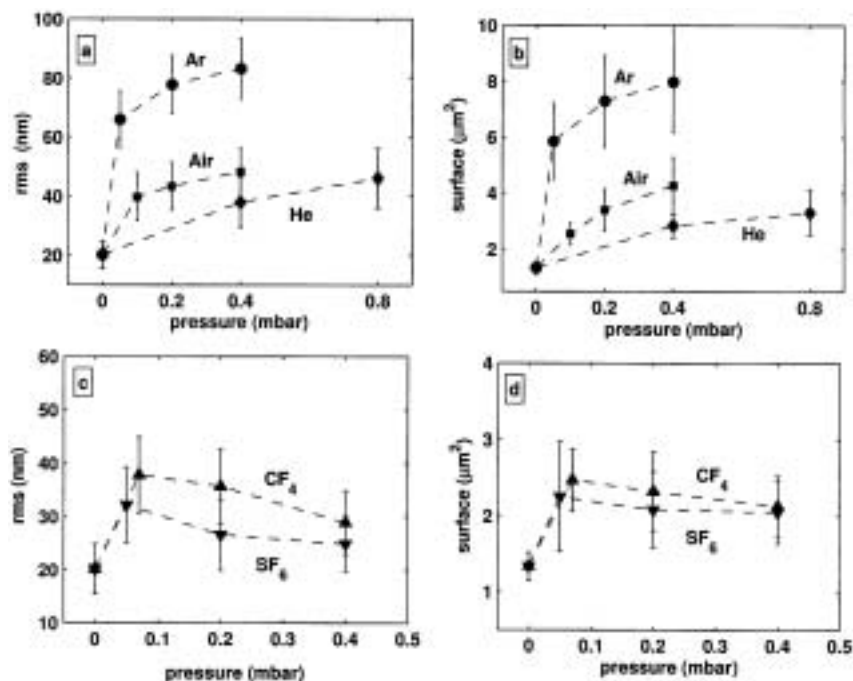 a
100
80
60
40
20
rms (nm)
Ar
Air
He
0
0.2
0.4
0.8
pressure (mbar)
b
10
8
6
4
2
surface (μm²)
Ar
Air
He
0
0.2
0.4
0.8
pressure (mbar)
c
60
50
40
30
20
10
rms (nm)
CF₄
SF₆
0
0.1
0.2
0.3
0.4
0.5
pressure (mbar)
d
4
3
2
1
surface (μm²)
CF₄
SF₆
0
0.1
0.2
0.3
0.4
0.5
pressure (mbar)